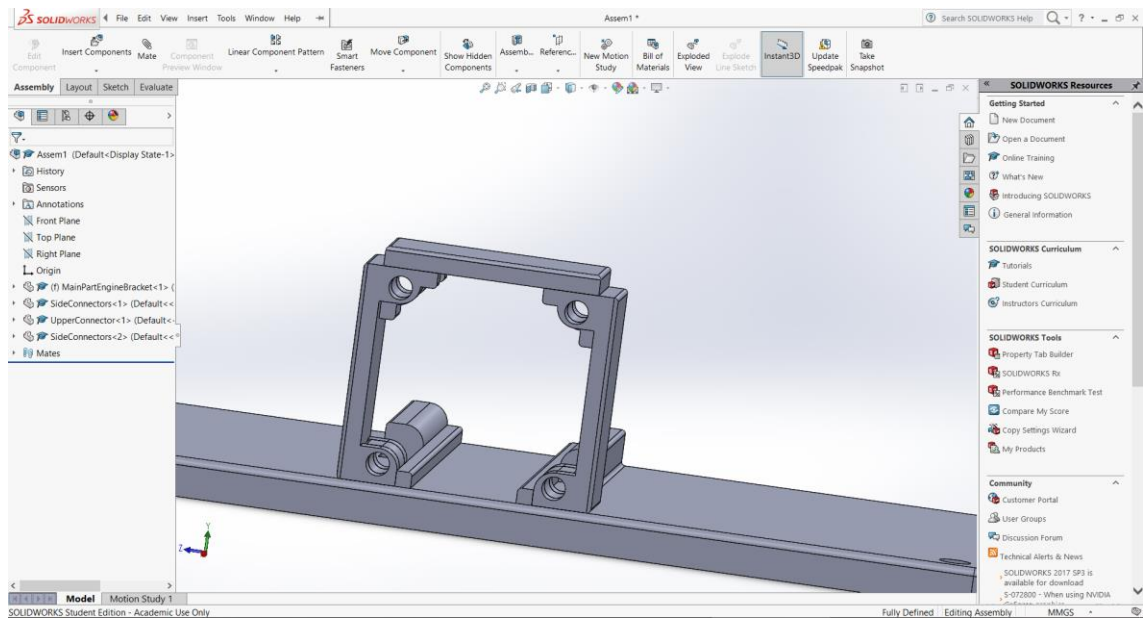 SOLIDWORKS File Edit View Insert Tools Window Help Assem1 * Search SOLIDWORKS Help
Edit Component
Insert Components
Mate
Component Preview Window
Linear Component Pattern
Smart Fasteners
Move Component
Show Hidden Components
Assemb...
Referenc...
New Motion Study
Bill of Materials
Exploded View
Explode Line Sketch
Instant3D
Update Speedpak
Take Snapshot
Assembly Layout Sketch Evaluate
Assem1 (Default<Display State-1>
History
Sensors
Annotations
Front Plane
Top Plane
Right Plane
Origin
(f) MainPartEngineBracket<1> (
SideConnectors<1> (Default<<
UpperConnector<1> (Default<
SideConnectors<2> (Default<<
Mates
Y
Z
SOLIDWORKS Resources
Getting Started
New Document
Open a Document
Online Training
What's New
Introducing SOLIDWORKS
General Information
SOLIDWORKS Curriculum
Tutorials
Student Curriculum
Instructors Curriculum
SOLIDWORKS Tools
Property Tab Builder
SOLIDWORKS Rx
Performance Benchmark Test
Compare My Score
Copy Settings Wizard
My Products
Community
Customer Portal
User Groups
Discussion Forum
Technical Alerts & News
SOLIDWORKS 2017 SP3 is
available for download
S-072800 - When using NVIDIA
Model Motion Study 1
SOLIDWORKS Student Edition - Academic Use Only Fully Defined Editing Assembly MMGS